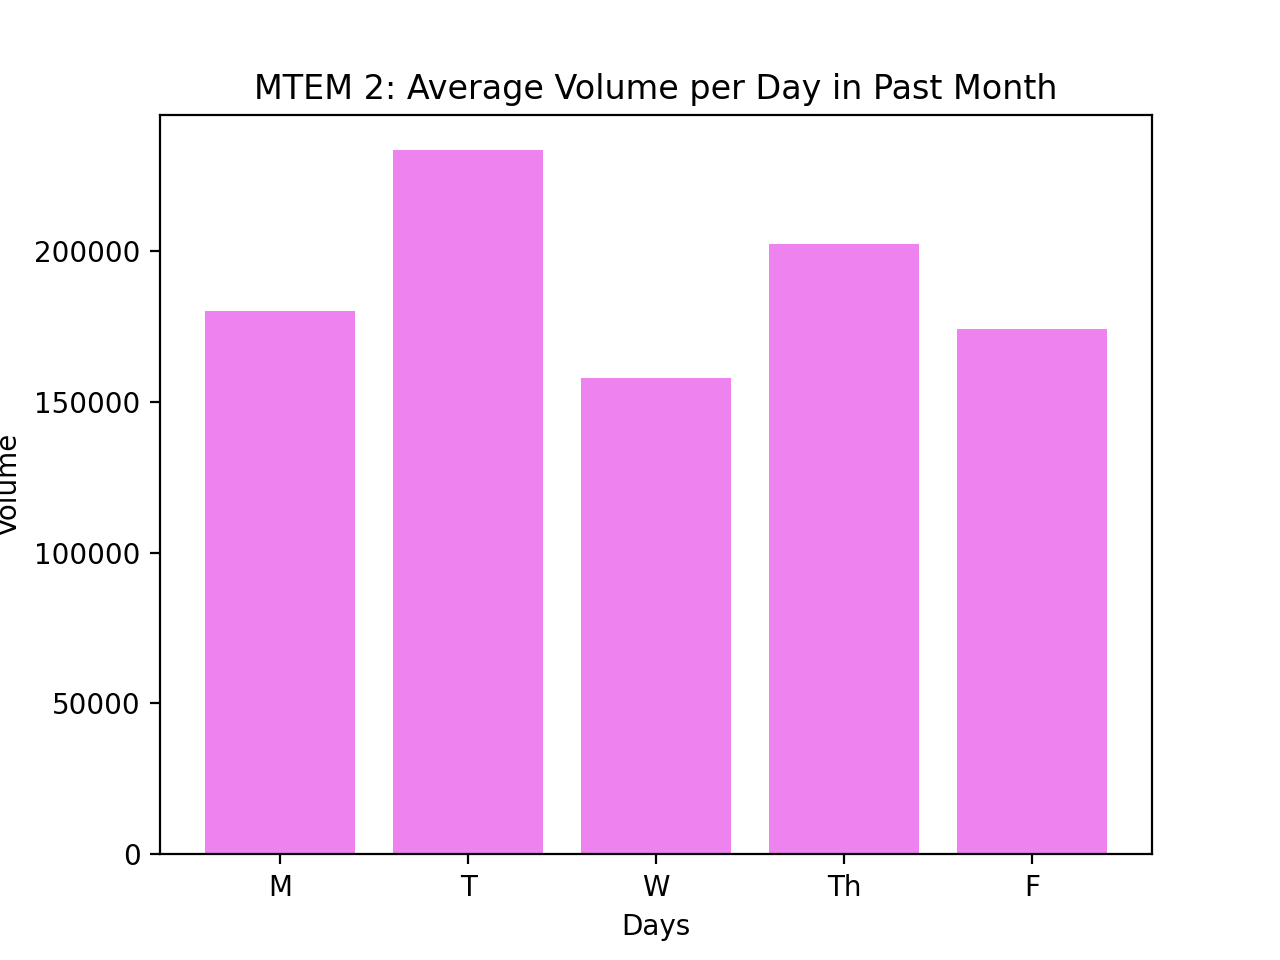 MTEM 2: Average Volume per Day in Past Month
200000
150000
100000
50000
0
Volume
M T W Th F
Days